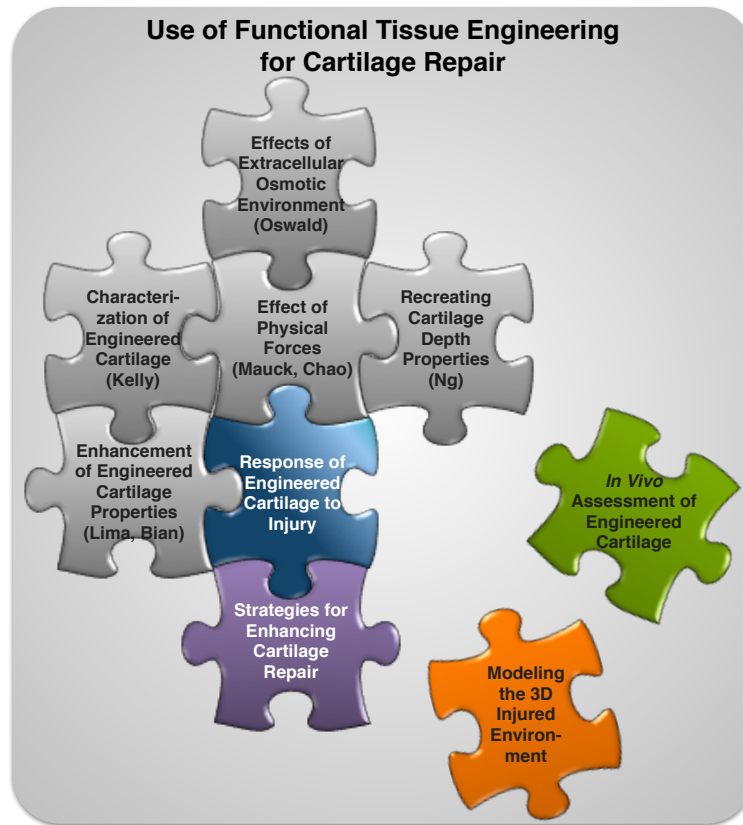 Use of Functional Tissue Engineering
for Cartilage Repair
Effects of
Extracellular
Osmotic
Environment
(Oswald)
Characteri-
zation of
Engineered
Cartilage
(Kelly)
Effect of
Physical
Forces
(Mauck, Chao)
Recreating
Cartilage
Depth
Properties
(Ng)
Enhancement
of Engineered
Cartilage
Properties
(Lima, Bian)
Response of
Engineered
Cartilage to
Injury
In Vivo
Assessment of
Engineered
Cartilage
Strategies for
Enhancing
Cartilage
Repair
Modeling
the 3D
Injured
Environ-
ment